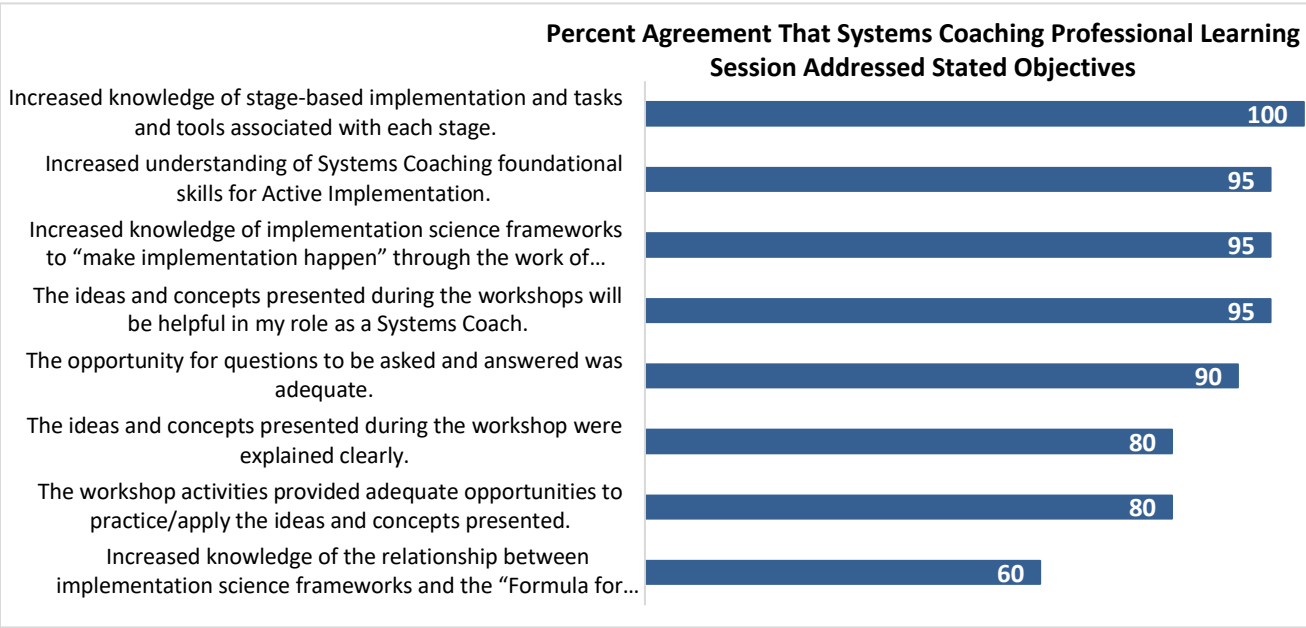 Percent Agreement That Systems Coaching Professional Learning
Session Addressed Stated Objectives
Increased knowledge of stage-based implementation and tasks
and tools associated with each stage.
100
Increased understanding of Systems Coaching foundational
skills for Active Implementation.
95
Increased knowledge of implementation science frameworks
to “make implementation happen” through the work of…
95
The ideas and concepts presented during the workshops will
be helpful in my role as a Systems Coach.
95
The opportunity for questions to be asked and answered was
adequate.
90
The ideas and concepts presented during the workshop were
explained clearly.
80
The workshop activities provided adequate opportunities to
practice/apply the ideas and concepts presented.
80
Increased knowledge of the relationship between
implementation science frameworks and the “Formula for…
60